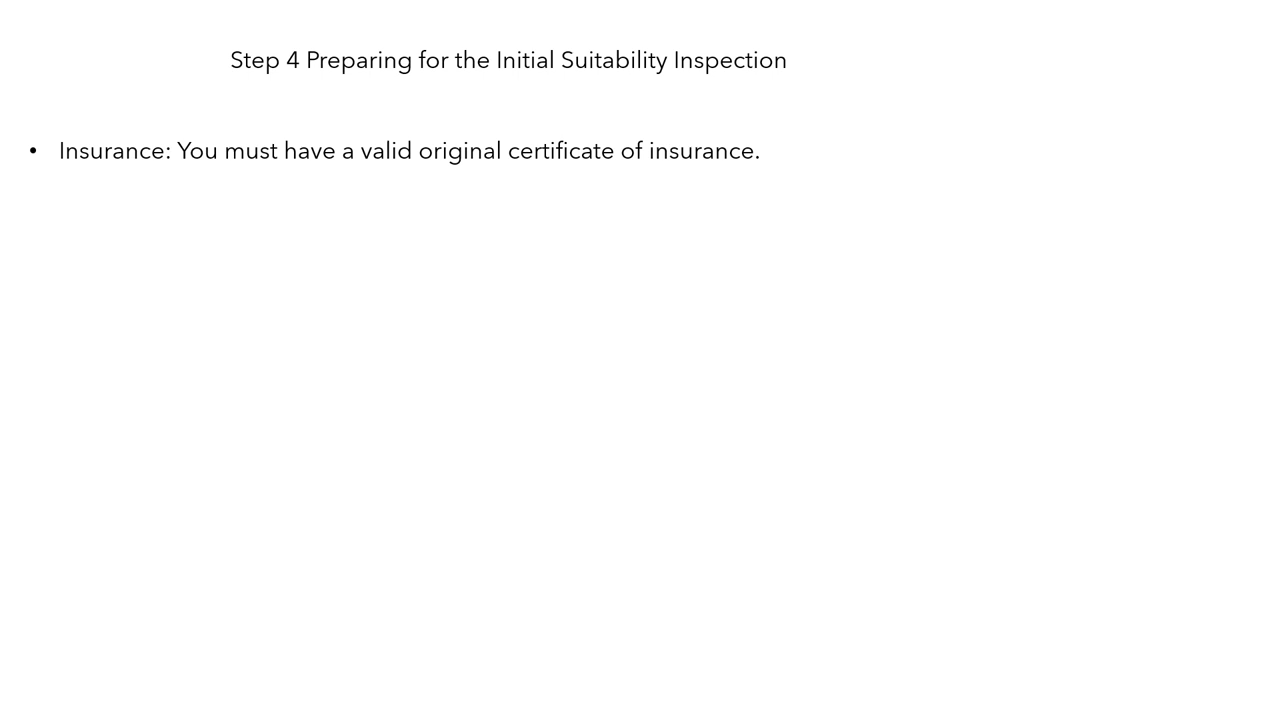 Step 4 Preparing for the Initial Suitability Inspection
• Insurance: You must have a valid original certificate of insurance.